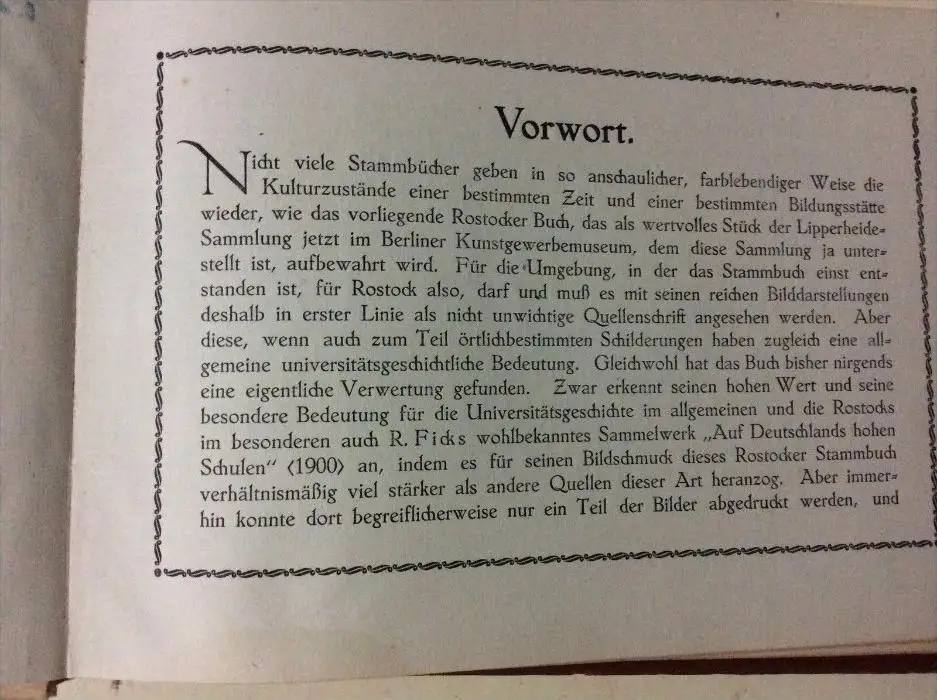 Vorwort.
Nicht viele Stammbücher geben in so anschaulicher, farblebendiger Weise die
Kulturzustände einer bestimmten Zeit und einer bestimmten Bildungsstätte
wieder, wie das vorliegende Rostocker Buch, das als wertvolles Stück der Lipperheide-
Sammlung jetzt im Berliner Kunstgewerbemuseum, dem diese Sammlung ja unter-
stellt ist, aufbewahrt wird. Für die Umgebung, in der das Stammbuch einst ent-
standen ist, für Rostock also, darf und muß es mit seinen reichen Bilddarstellungen
deshalb in erster Linie als nicht unwichtige Quellenschrift angesehen werden. Aber
diese, wenn auch zum Teil örtlichbestimmten Schilderungen haben zugleich eine all-
gemeine universitätsgeschichtliche Bedeutung. Gleichwohl hat das Buch bisher nirgends
eine eigentliche Verwertung gefunden. Zwar erkennt seinen hohen Wert und seine
besondere Bedeutung für die Universitätsgeschichte im allgemeinen und die Rostocks
im besonderen auch R. Ficks wohlbekanntes Sammelwerk „Auf Deutschlands hohen
Schulen“ (1900) an, indem es für seinen Bildschmuck dieses Rostocker Stammbuch
verhältnismäßig viel stärker als andere Quellen dieser Art heranzog. Aber immer-
hin konnte dort begreiflicherweise nur ein Teil der Bilder abgedruckt werden, und